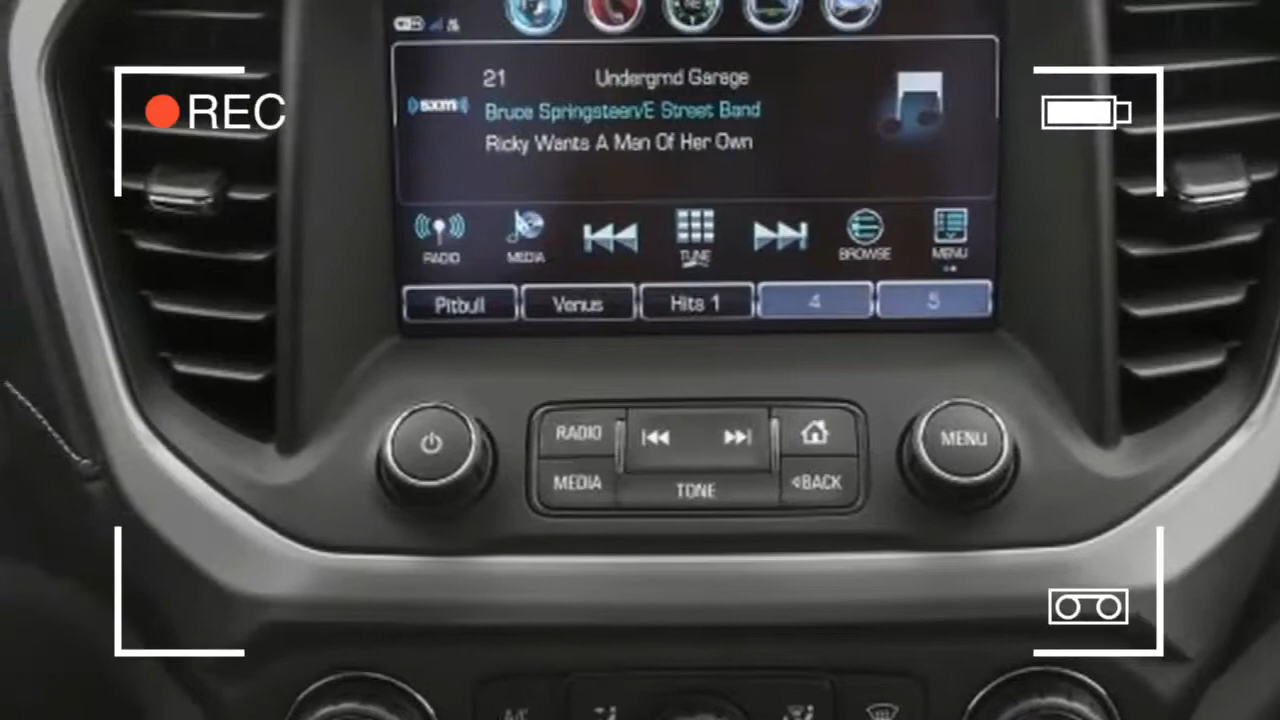 21 Undergrnd Garage
REC
sxm
Bruce Springsteen/E Street Band
Ricky Wants A Man Of Her Own
RADIO MEDIA TUNE BROWSE MENU
Pitbull Venus Hits 1 4 5
RADIO
MENU
MEDIA
TONE
<BACK
A/C